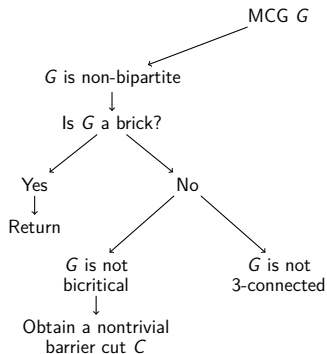 MCG G
G is non-bipartite
Is G a brick?
Yes
No
Return
G is not
bicritical
G is not
3-connected
Obtain a nontrivial
barrier cut C